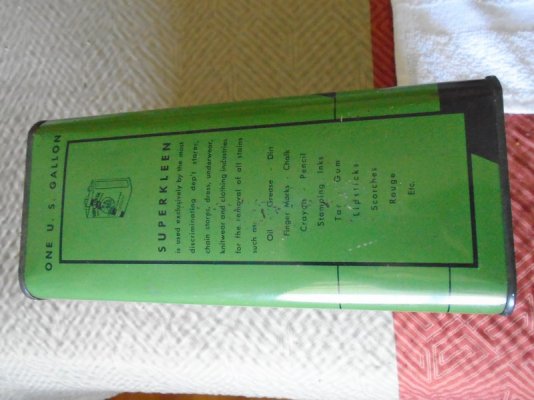 ONE U. S. GALLON
SUPERKLEEN
is used exclusively by the most
discriminating dep't stores,
chain stores, dress, underwear,
knitwear and clothing industries
for the removal of all stains
such as:
Oil · Grease · Dirt
Finger Marks · Chalk
Crayon · Pencil
Stamping Inks
Tar · Gum
Lipsticks
Scorches
Rouge
Etc.